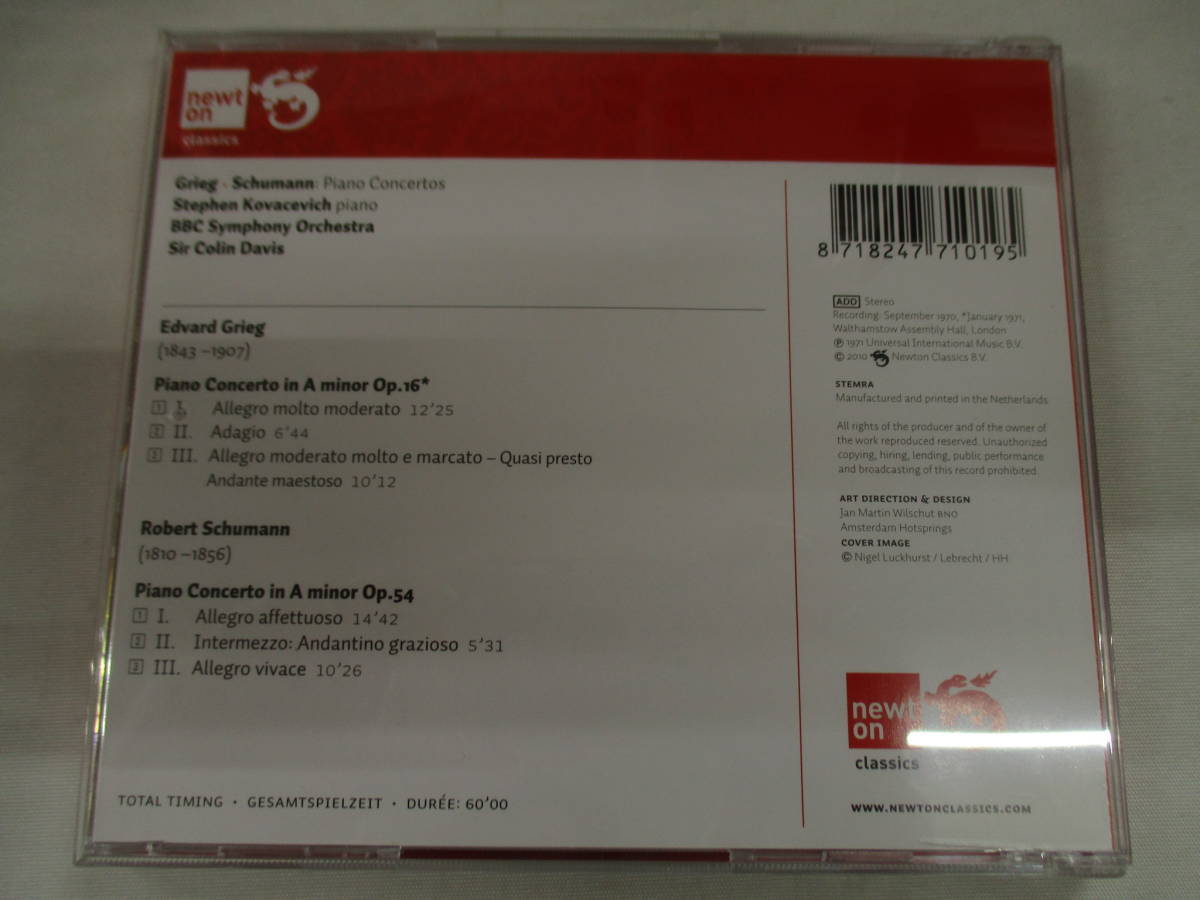 newt
on
classics
Grieg · Schumann: Piano Concertos
Stephen Kovacevich piano
BBC Symphony Orchestra
Sir Colin Davis
Edvard Grieg
(1843–1907)
Piano Concerto in A minor Op.16*
1 I. Allegro molto moderato 12'25
2 II. Adagio 6'44
3 III. Allegro moderato molto e marcato – Quasi presto
Andante maestoso 10'12
Robert Schumann
(1810–1856)
Piano Concerto in A minor Op.54
1 I. Allegro affettuoso 14'42
2 II. Intermezzo: Andantino grazioso 5'31
3 III. Allegro vivace 10'26
TOTAL TIMING · GESAMTSPIELZEIT · DURÉE: 60'00
8 718247 710195
ADD Stereo
Recording: September 1970, *January 1971,
Walthamstow Assembly Hall, London
℗ 1971 Universal International Music B.V.
© 2010 Newton Classics B.V.
STEMRA
Manufactured and printed in the Netherlands
All rights of the producer and of the owner of
the work reproduced reserved. Unauthorized
copying, hiring, lending, public performance
and broadcasting of this record prohibited.
ART DIRECTION & DESIGN
Jan Martin Wilschut BNO
Amsterdam Hotsprings
COVER IMAGE
© Nigel Luckhurst / Lebrecht / HH
newt
on
classics
WWW.NEWTONCLASSICS.COM